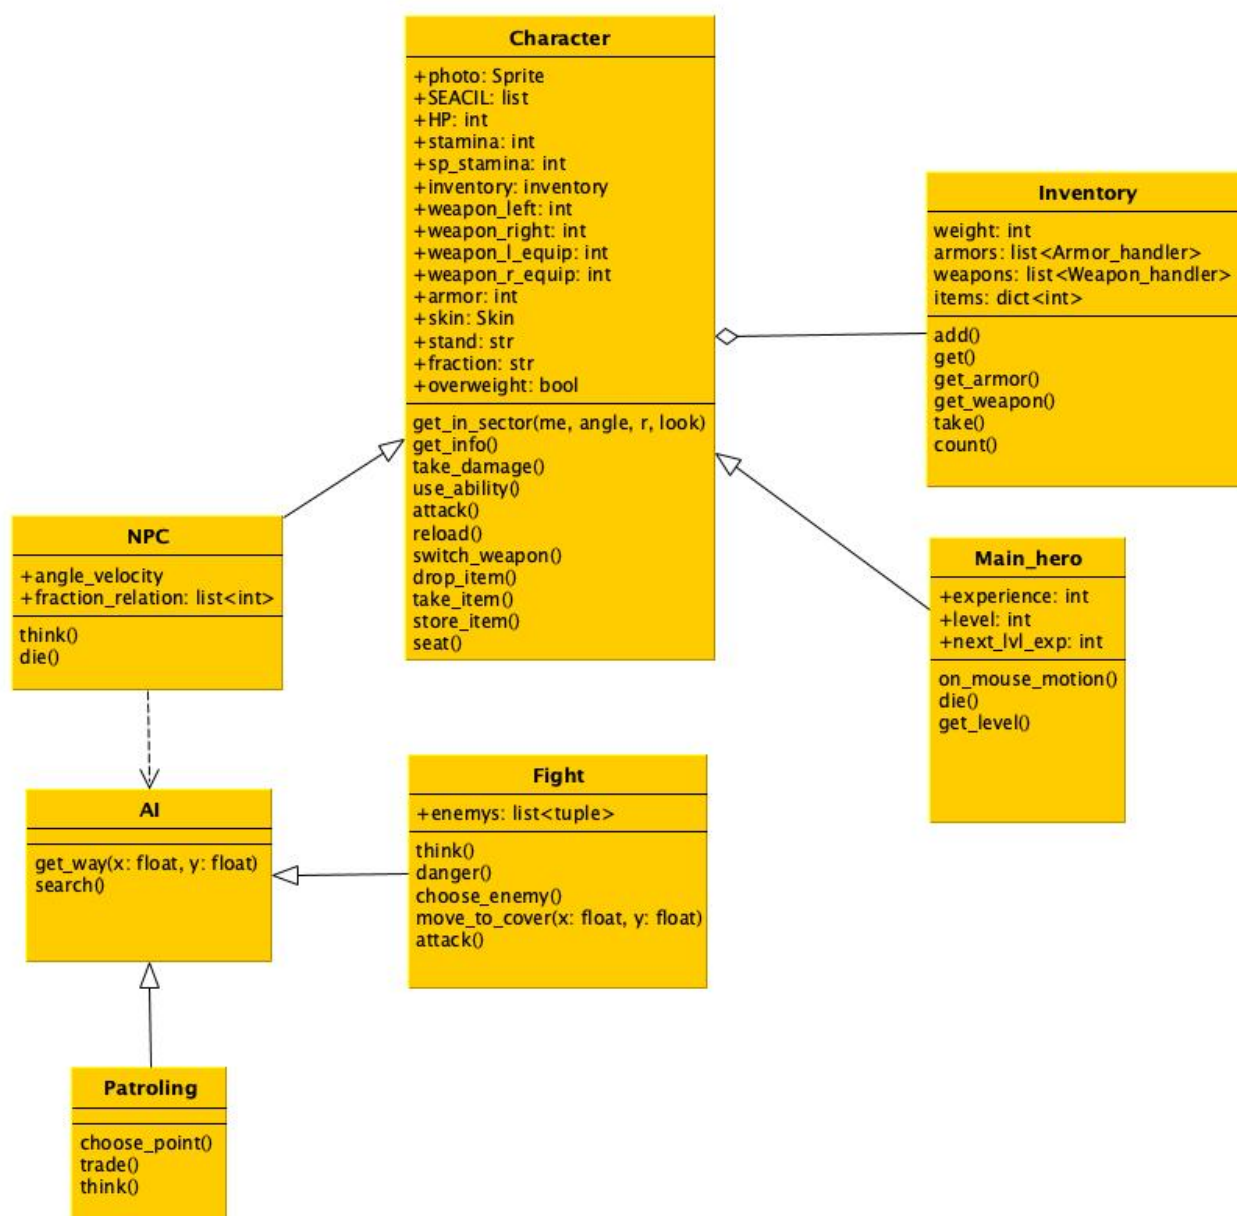 Character
+photo: Sprite
+SEACIL: list
+HP: int
+stamina: int
+sp_stamina: int
+inventory: inventory
+weapon_left: int
+weapon_right: int
+weapon_l_equip: int
+weapon_r_equip: int
+armor: int
+skin: Skin
+stand: str
+fraction: str
+overweight: bool
get_in_sector(me, angle, r, look)
get_info()
take_damage()
use_ability()
attack()
reload()
switch_weapon()
drop_item()
take_item()
store_item()
seat()
Inventory
weight: int
armors: list<Armor_handler>
weapons: list<Weapon_handler>
items: dict<int>
add()
get()
get_armor()
get_weapon()
take()
count()
NPC
+angle_velocity
+fraction_relation: list<int>
think()
die()
Main_hero
+experience: int
+level: int
+next_lvl_exp: int
on_mouse_motion()
die()
get_level()
AI
get_way(x: float, y: float)
search()
Fight
+enemys: list<tuple>
think()
danger()
choose_enemy()
move_to_cover(x: float, y: float)
attack()
Patroling
choose_point()
trade()
think()